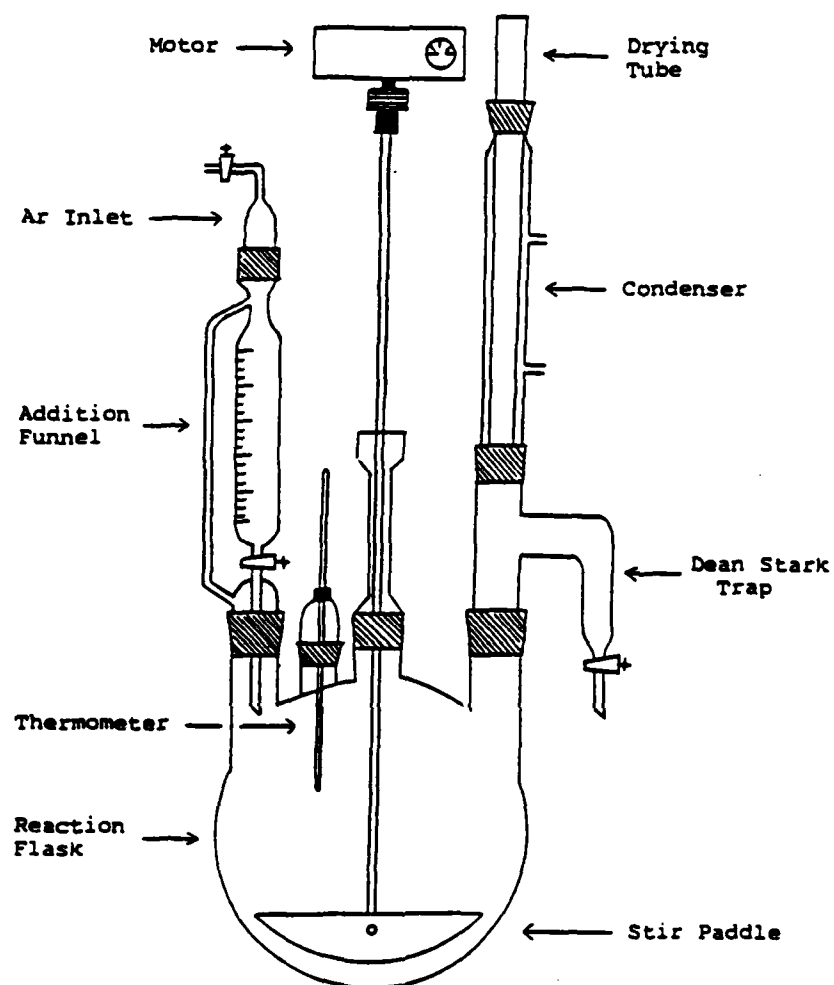 Motor
Drying
Tube
Ar Inlet
Condenser
Addition
Funnel
Dean Stark
Trap
Thermometer
Reaction
Flask
Stir Paddle